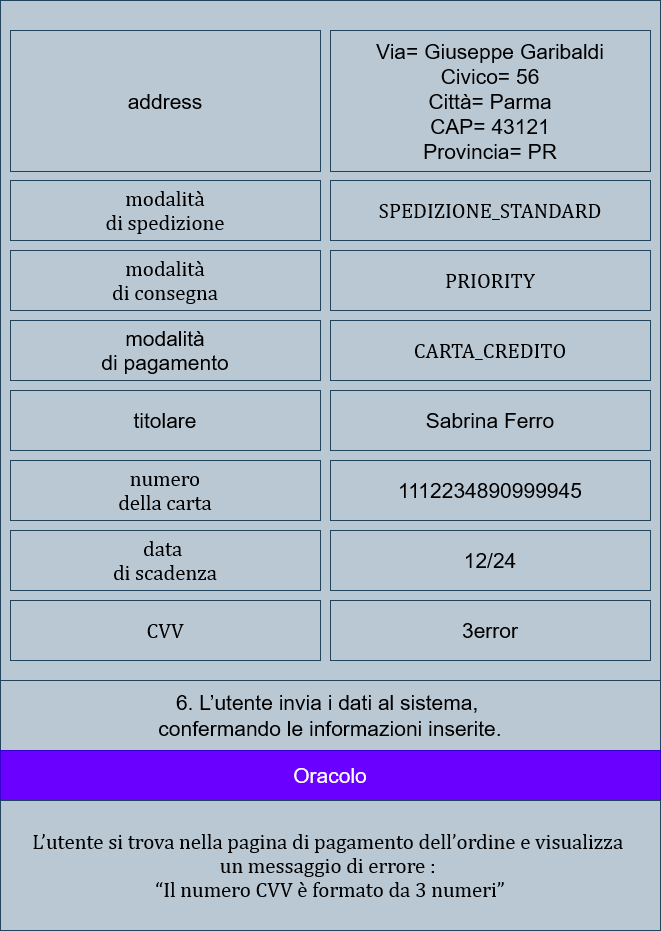 address
Via= Giuseppe Garibaldi
Civico= 56
Città= Parma
CAP= 43121
Provincia= PR
modalità
di spedizione
SPEDIZIONE_STANDARD
modalità
di consegna
PRIORITY
modalità
di pagamento
CARTA_CREDITO
titolare
Sabrina Ferro
numero
della carta
1112234890999945
data
di scadenza
12/24
CVV
3error
6. L’utente invia i dati al sistema,
confermando le informazioni inserite.
Oracolo
L’utente si trova nella pagina di pagamento dell’ordine e visualizza
un messaggio di errore :
“Il numero CVV è formato da 3 numeri”